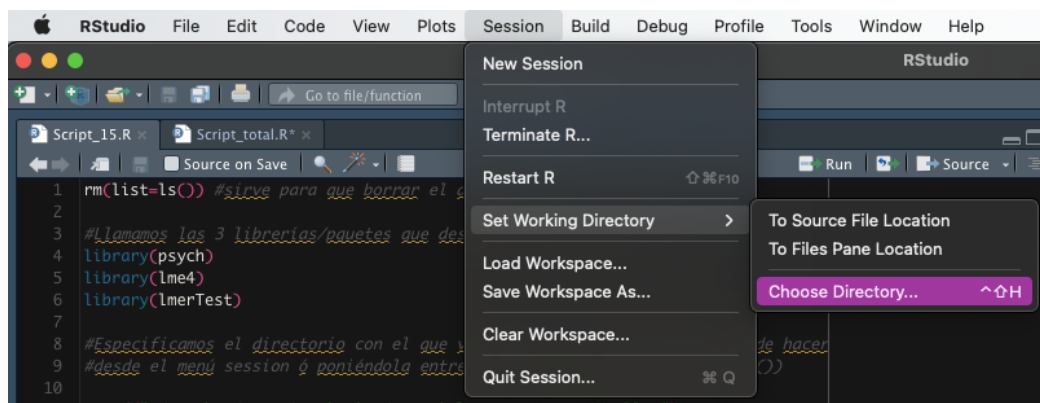 RStudio File Edit Code View Plots Session Build Debug Profile Tools Window Help
RStudio
New Session
Go to file/function
Interrupt R
Script_15.R × Script_total.R* ×
Terminate R...
Source on Save Run Source
Restart R ⇧⌘F10
1 rm(list=ls()) #sirve para que borrar el
2
Set Working Directory >
To Source File Location
3 #Llamamos las 3 librerías/paquetes que des
4 library(psych)
To Files Pane Location
5 library(lme4)
Load Workspace...
6 library(lmerTest)
Save Workspace As...
Choose Directory... ^⇧H
7
Clear Workspace...
8 #Especificamos el directorio con el que de hacer
9 #desde el menú session ó poniéndola entre ())
Quit Session... ⌘ Q
10